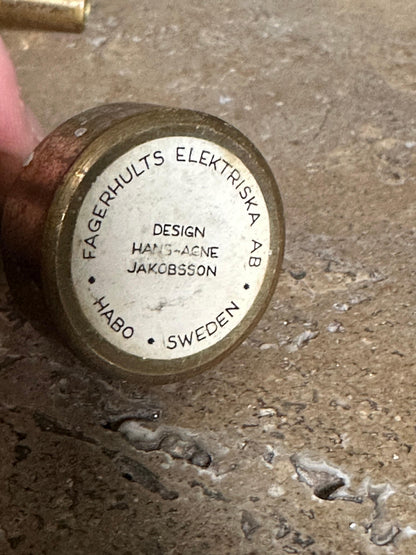 FAGERHULTS ELEKTRISKA AB
DESIGN
HANS-AGNE
JAKOBSSON
• HABO • SWEDEN •